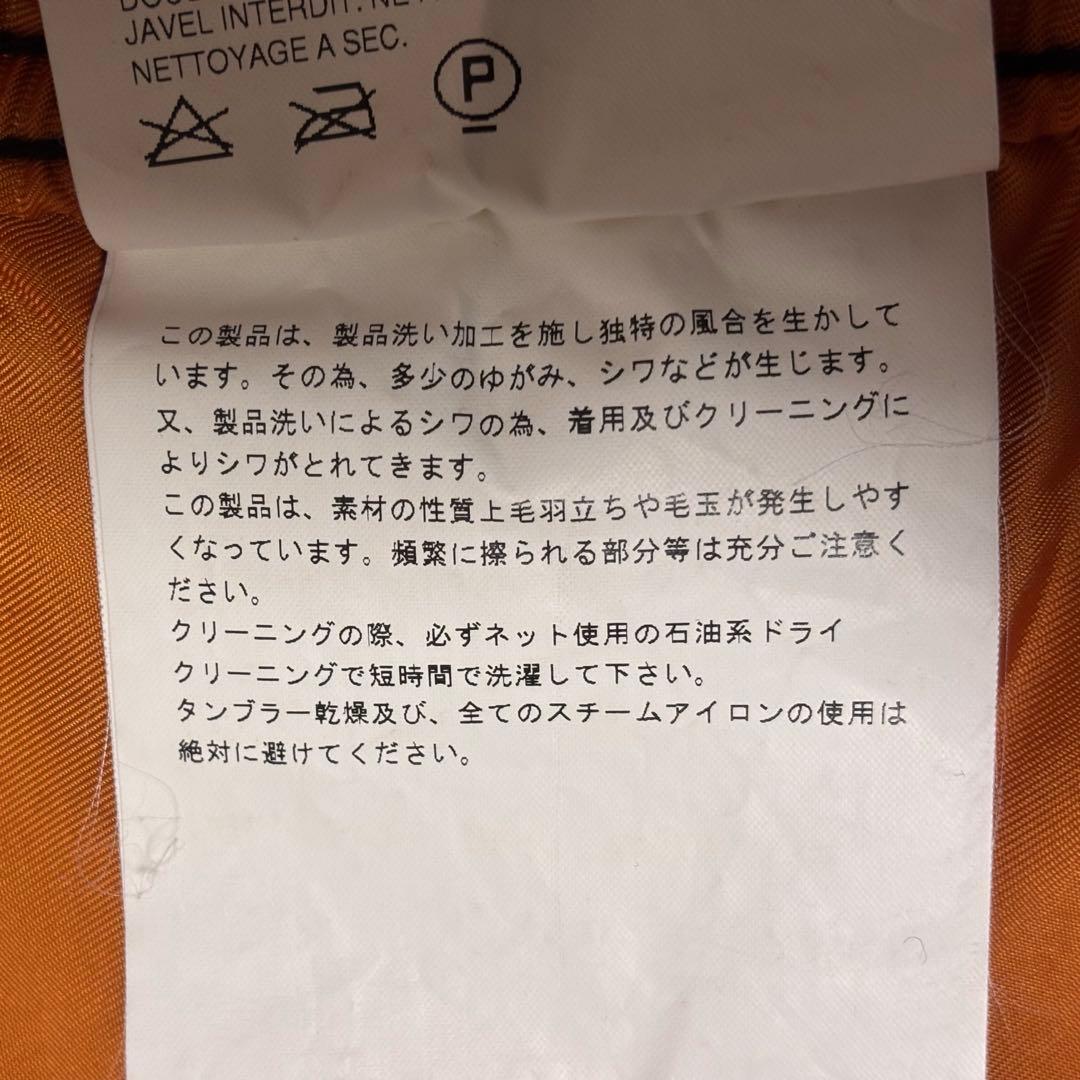 JAVEL INTERDIT.
NETTOYAGE A SEC.
P
この製品は、製品洗い加工を施し独特の風合を生かして
います。その為、多少のゆがみ、シワなどが生じます。
又、製品洗いによるシワの為、着用及びクリーニングに
よりシワがとれてきます。
この製品は、素材の性質上毛羽立ちや毛玉が発生しやす
くなっています。頻繁に擦られる部分等は充分ご注意く
ださい。
クリーニングの際、必ずネット使用の石油系ドライ
クリーニングで短時間で洗濯して下さい。
タンブラー乾燥及び、全てのスチームアイロンの使用は
絶対に避けてください。